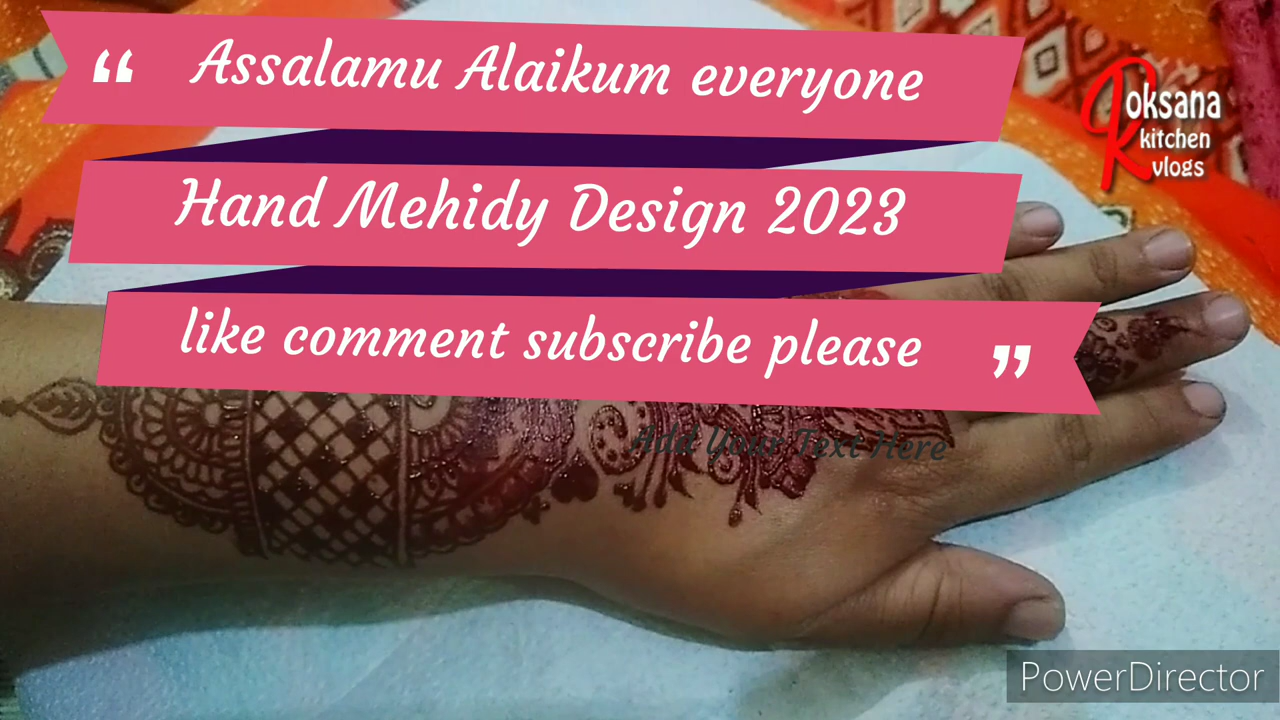 “ Assalamu Alaikum everyone
Hand Mehidy Design 2023
like comment subscribe please ”
Roksana
kitchen
vlogs
Add Your Text Here
PowerDirector